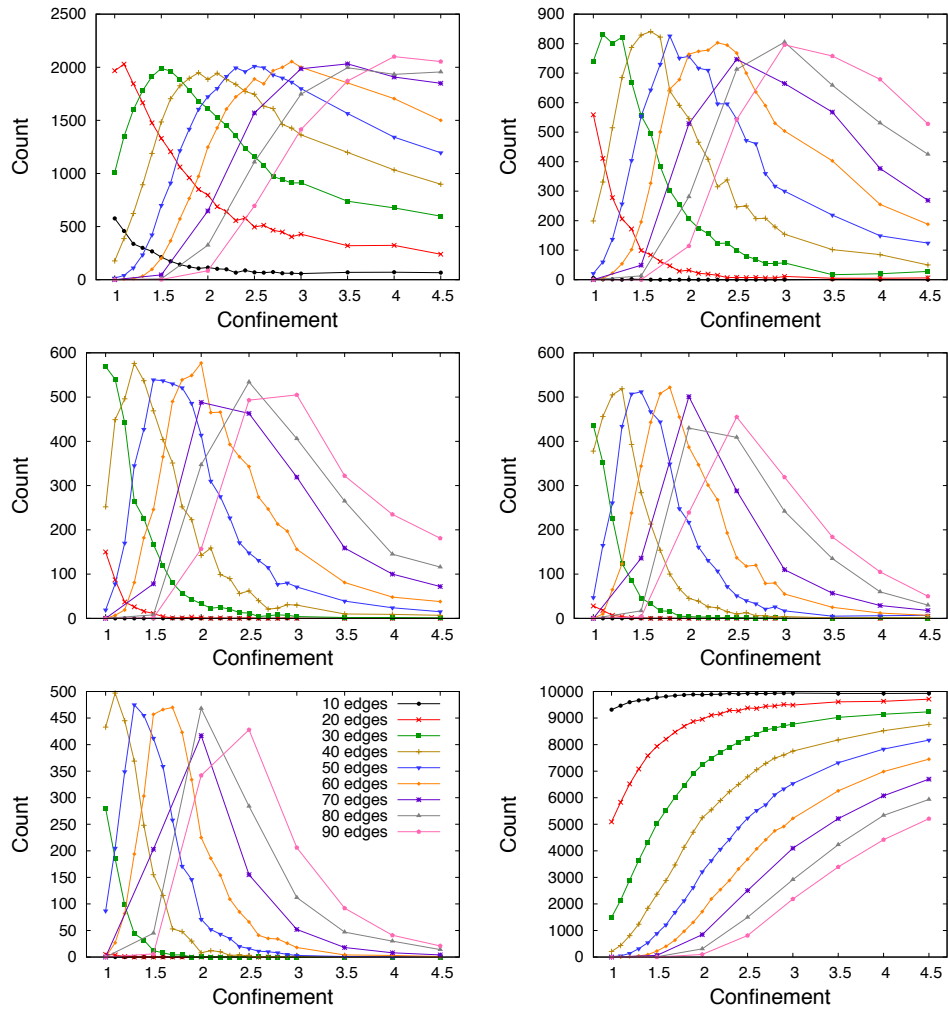 2500
2000
1500
1000
500
0
Count
1 1.5 2 2.5 3 3.5 4 4.5
Confinement
900
800
700
600
500
400
300
200
100
0
Count
1 1.5 2 2.5 3 3.5 4 4.5
Confinement
600
500
400
300
200
100
0
Count
1 1.5 2 2.5 3 3.5 4 4.5
Confinement
600
500
400
300
200
100
0
Count
1 1.5 2 2.5 3 3.5 4 4.5
Confinement
500
450
400
350
300
250
200
150
100
50
0
Count
10 edges
20 edges
30 edges
40 edges
50 edges
60 edges
70 edges
80 edges
90 edges
1 1.5 2 2.5 3 3.5 4 4.5
Confinement
10000
9000
8000
7000
6000
5000
4000
3000
2000
1000
0
Count
1 1.5 2 2.5 3 3.5 4 4.5
Confinement